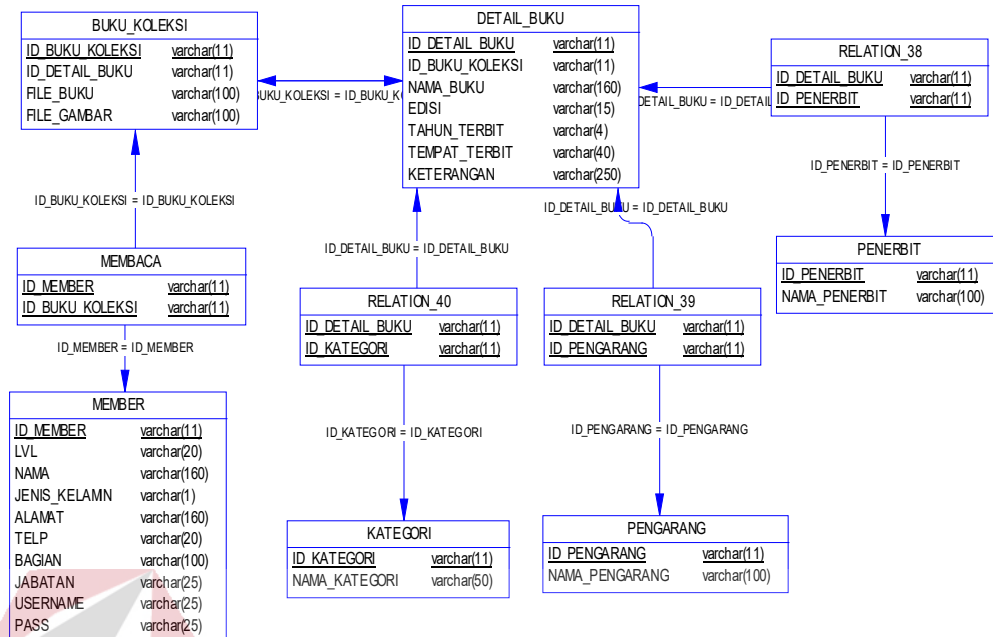 BUKU_KOLEKSI
ID_BUKU_KOLEKSI varchar(11)
ID_DETAIL_BUKU varchar(11)
FILE_BUKU varchar(100)
FILE_GAMBAR varchar(100)
DETAIL_BUKU
ID_DETAIL_BUKU varchar(11)
ID_BUKU_KOLEKSI varchar(11)
NAMA_BUKU varchar(160)
EDISI varchar(15)
TAHUN_TERBIT varchar(4)
TEMPAT_TERBIT varchar(40)
KETERANGAN varchar(250)
RELATION_38
ID_DETAIL_BUKU varchar(11)
ID_PENERBIT varchar(11)
BUKU_KOLEKSI = ID_BUKU_KO
DETAIL_BUKU = ID_DETAIL
ID_PENERBIT = ID_PENERBIT
ID_BUKU_KOLEKSI = ID_BUKU_KOLEKSI
ID_DETAIL_BUKU = ID_DETAIL_BUKU
ID_DETAIL_BUKU = ID_DETAIL_BUKU
MEMBACA
ID_MEMBER varchar(11)
ID_BUKU_KOLEKSI varchar(11)
PENERBIT
ID_PENERBIT varchar(11)
NAMA_PENERBIT varchar(100)
RELATION_40
ID_DETAIL_BUKU varchar(11)
ID_KATEGORI varchar(11)
RELATION_39
ID_DETAIL_BUKU varchar(11)
ID_PENGARANG varchar(11)
ID_MEMBER = ID_MEMBER
MEMBER
ID_MEMBER varchar(11)
LVL varchar(20)
NAMA varchar(160)
JENIS_KELAMIN varchar(1)
ALAMAT varchar(160)
TELP varchar(20)
BAGIAN varchar(100)
JABATAN varchar(25)
USERNAME varchar(25)
PASS varchar(25)
ID_KATEGORI = ID_KATEGORI
ID_PENGARANG = ID_PENGARANG
KATEGORI
ID_KATEGORI varchar(11)
NAMA_KATEGORI varchar(50)
PENGARANG
ID_PENGARANG varchar(11)
NAMA_PENGARANG varchar(100)